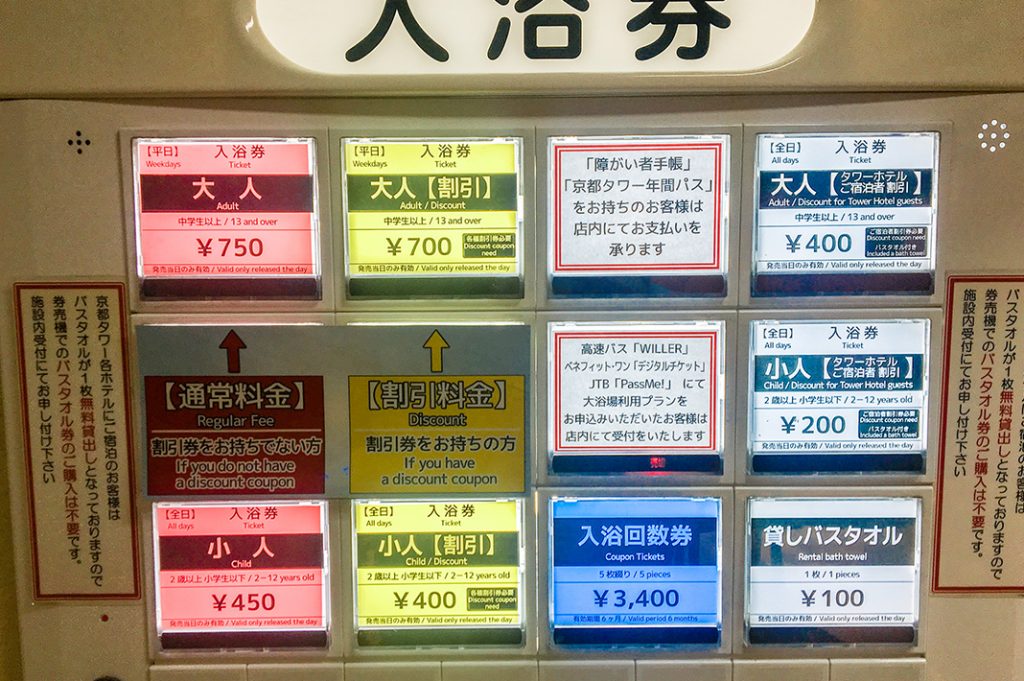 入浴券
【平日】 入浴券
Weekdays Ticket
大人
Adult
中学生以上 / 13 and over
￥750
発売当日のみ有効 / Valid only released the day
【平日】 入浴券
Weekdays Ticket
大人【割引】
Adult / Discount
中学生以上 / 13 and over
￥700
各種割引券必要
Discount coupon
need
発売当日のみ有効 / Valid only released the day
「障がい者手帳」
「京都タワー年間パス」
をお持ちのお客様は
店内にてお支払いを
承ります
【全日】 入浴券
All days Ticket
大人【タワーホテル
ご宿泊者 割引】
Adult / Discount for Tower Hotel guests
中学生以上 / 13 and over
￥400
ご宿泊者割引券必要
Discount coupon need
バスタオル付き
Included a bath towel
発売当日のみ有効 / Valid only released the day
京都タワー各ホテルにご宿泊のお客様は
バスタオルが1枚無料貸出しとなっておりますので
券売機でのバスタオル券のご購入は不要です。
施設内受付にてお申し付け下さい
【通常料金】
Regular Fee
割引券をお持ちでない方
If you do not have
a discount coupon
【割引料金】
Discount
割引券をお持ちの方
If you have
a discount coupon
高速バス「WILLER」
ベネフィット・ワン「デジタルチケット」
JTB「PassMe!」 にて
大浴場利用プランを
お申込みいただいたお客様は
店内にて受付をいたします
売切
【全日】 入浴券
All days Ticket
小人【タワーホテル
ご宿泊者 割引】
Child / Discount for Tower Hotel guests
2歳以上 小学生以下 / 2−12 years old
￥200
ご宿泊者割引券必要
Discount coupon need
バスタオル付き
Included a bath towel
発売当日のみ有効 / Valid only released the day
バスタオルが1枚無料貸出しとなっておりますので
券売機でのバスタオル券のご購入は不要です。
施設内受付にてお申し付け下さい
【全日】 入浴券
All days Ticket
小人
Child
2歳以上 小学生以下 / 2−12 years old
￥450
発売当日のみ有効 / Valid only released the day
【全日】 入浴券
All days Ticket
小人【割引】
Child / Discount
2歳以上 小学生以下 / 2−12 years old
￥400
各種割引券必要
Discount coupon
need
発売当日のみ有効 / Valid only released the day
入浴回数券
Coupon Tickets
5枚綴り / 5 pieces
￥3,400
有効期間6ヶ月 / Valid period 6 months
貸しバスタオル
Rental bath towel
1枚 / 1 pieces
￥100
発売当日のみ有効 / Valid only released the day